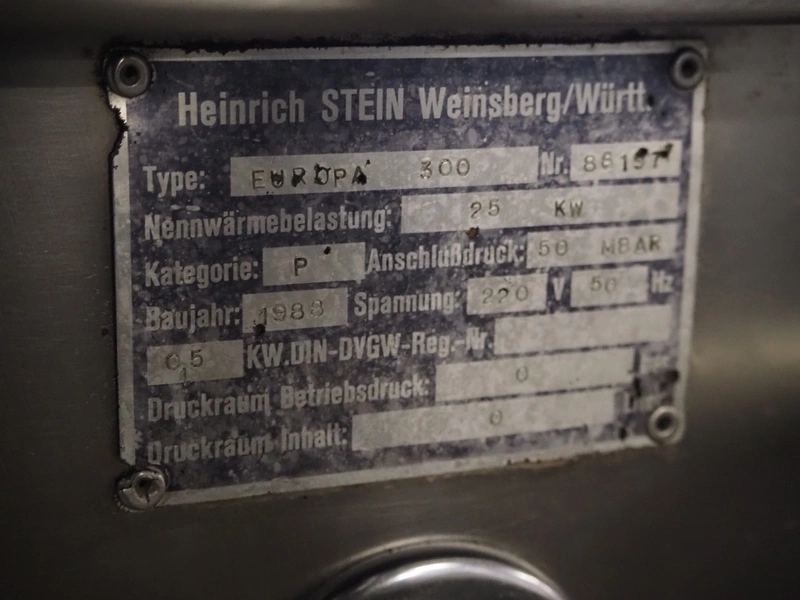 Heinrich STEIN Weinsberg/Württ.
Type: EUROPA 300 Nr. 86197
Nennwärmebelastung: 25 KW
Kategorie: P Anschlußdruck: 50 MBAR
Baujahr: 1988 Spannung: 220 V 50 Hz
0,5 KW. DIN-DVGW-Reg.-Nr.
Druckraum Betriebsdruck: 0
Druckraum Inhalt: 0